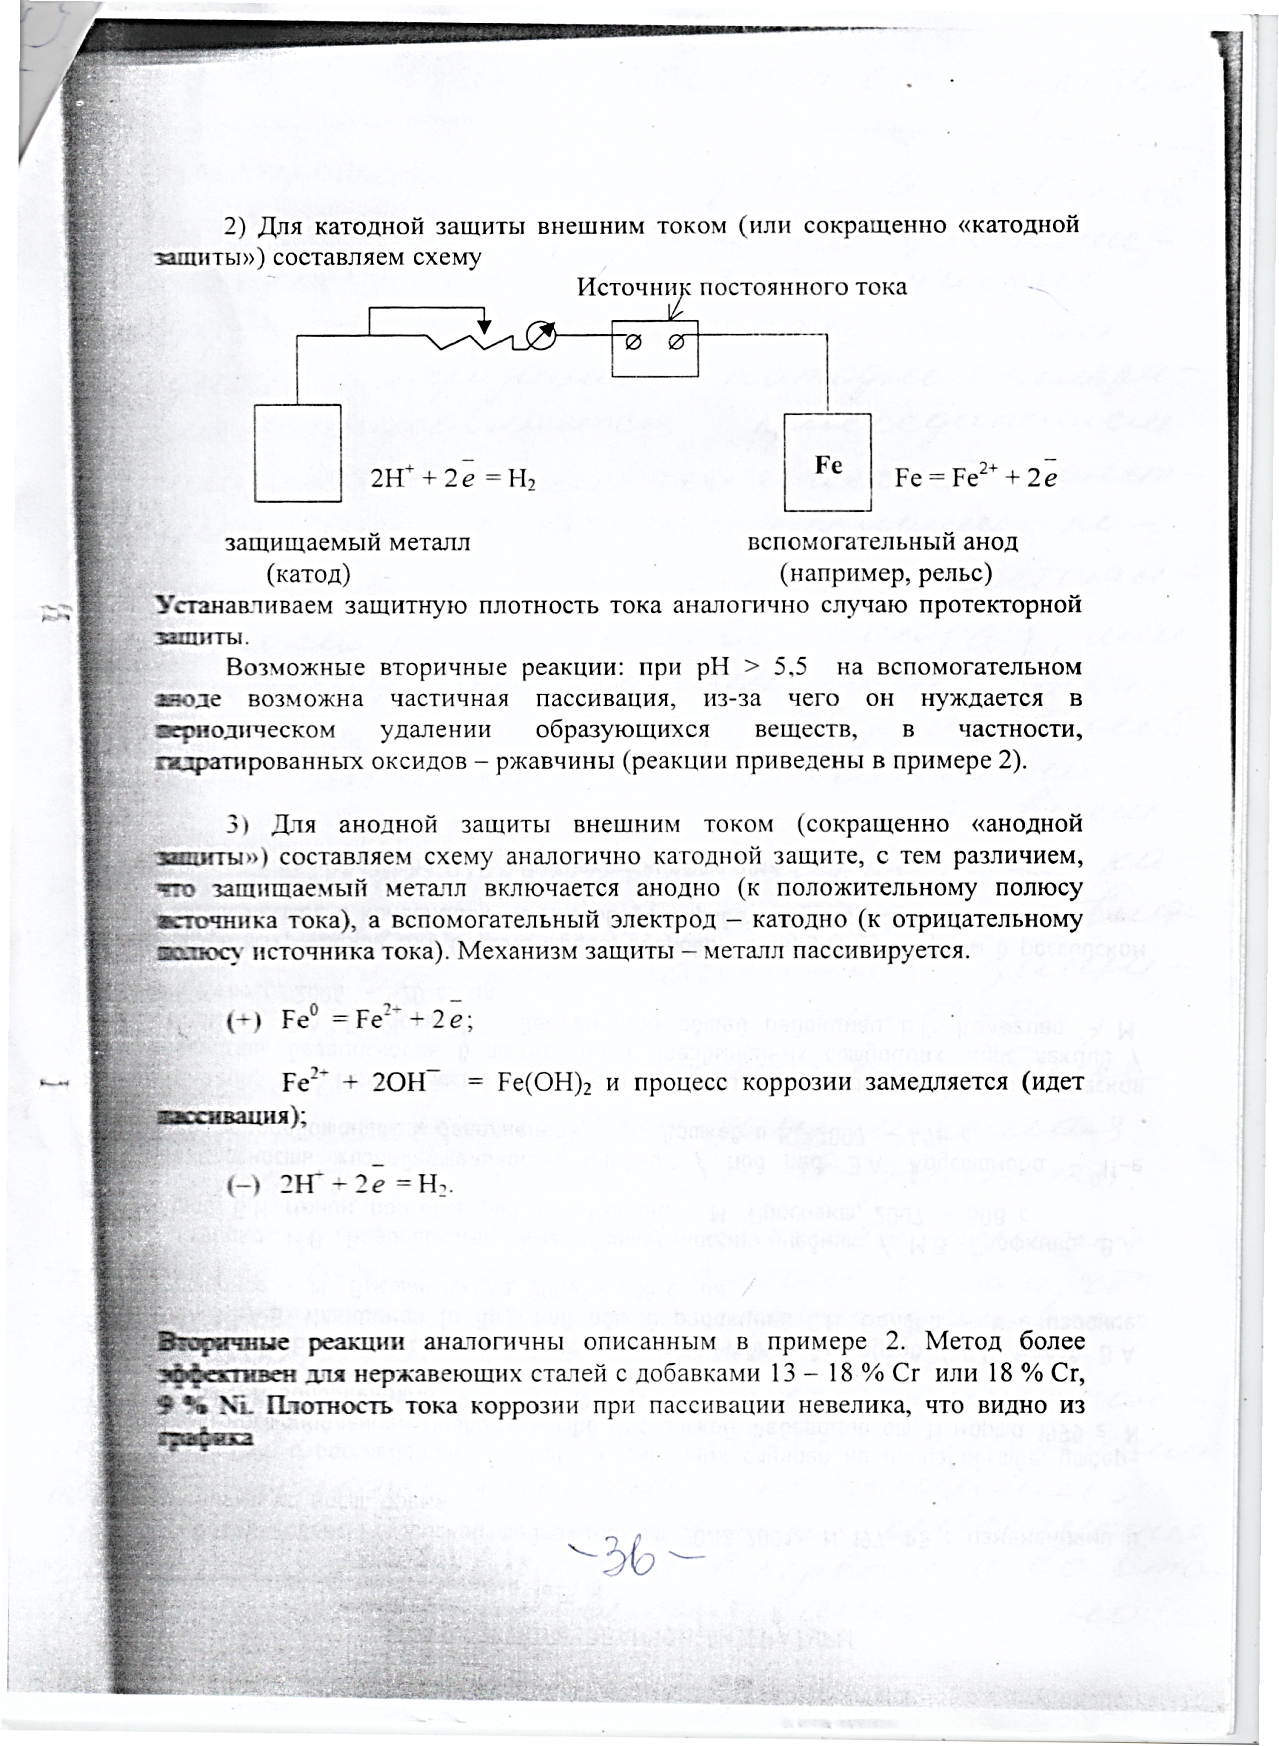 2) Для катодной защиты внешним током (или сокращенно «катодной
защиты») составляем схему
Источник постоянного тока
Fe
2H⁺ + 2e̅ = H₂
Fe = Fe²⁺ + 2e̅
защищаемый металл
вспомогательный анод
(катод)
(например, рельс)
Устанавливаем защитную плотность тока аналогично случаю протекторной
защиты.
Возможные вторичные реакции: при pH > 5,5 на вспомогательном
аноде возможна частичная пассивация, из-за чего он нуждается в
периодическом удалении образующихся веществ, в частности,
гидратированных оксидов – ржавчины (реакции приведены в примере 2).
3) Для анодной защиты внешним током (сокращенно «анодной
защиты») составляем схему аналогично катодной защите, с тем различием,
что защищаемый металл включается анодно (к положительному полюсу
источника тока), а вспомогательный электрод – катодно (к отрицательному
полюсу источника тока). Механизм защиты – металл пассивируется.
(+) Fe⁰ = Fe²⁺ + 2e̅;
Fe²⁺ + 2OH⁻ = Fe(OH)₂ и процесс коррозии замедляется (идет
пассивация);
(–) 2H⁺ + 2e̅ = H₂.
Вторичные реакции аналогичны описанным в примере 2. Метод более
эффективен для нержавеющих сталей с добавками 13 – 18 % Cr или 18 % Cr,
9 % Ni. Плотность тока коррозии при пассивации невелика, что видно из
графика
– 36 –